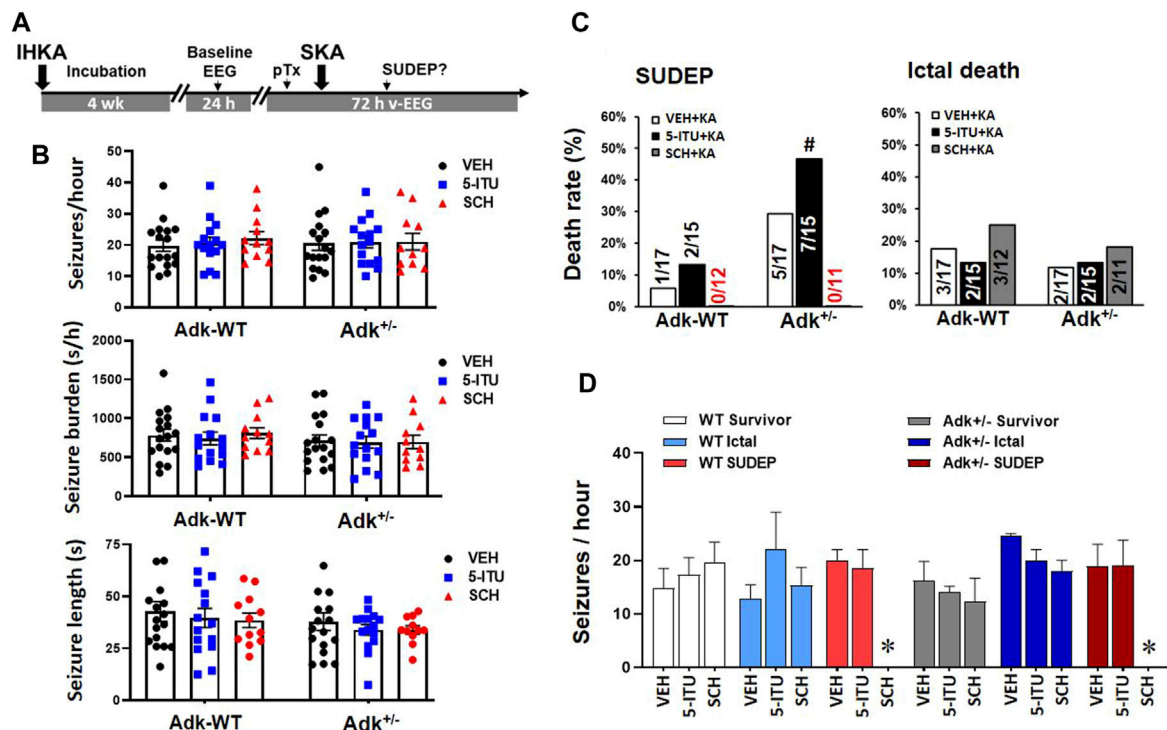 A
IHKA
Incubation
Baseline
EEG
pTx
SKA
SUDEP?
4 wk
24 h
72 h v-EEG
B
Seizures/hour
50
40
30
20
10
0
VEH
5-ITU
SCH
Adk-WT
Adk+/-
Seizure burden (s/h)
2000
1500
1000
500
0
VEH
5-ITU
SCH
Adk-WT
Adk+/-
Seizure length (s)
75
50
25
0
VEH
5-ITU
SCH
Adk-WT
Adk+/-
C
SUDEP
Death rate (%)
60%
50%
40%
30%
20%
10%
0%
VEH+KA
5-ITU+KA
SCH+KA
#
1/17
2/15
0/12
5/17
7/15
0/11
Adk-WT
Adk+/-
Ictal death
60%
50%
40%
30%
20%
10%
0%
VEH+KA
5-ITU+KA
SCH+KA
3/17
2/15
3/12
2/17
2/15
2/11
Adk-WT
Adk+/-
D
WT Survivor
WT Ictal
WT SUDEP
Adk+/- Survivor
Adk+/- Ictal
Adk+/- SUDEP
Seizures / hour
40
30
20
10
0
*
*
VEH
5-ITU
SCH
VEH
5-ITU
SCH
VEH
5-ITU
SCH
VEH
5-ITU
SCH
VEH
5-ITU
SCH
VEH
5-ITU
SCH